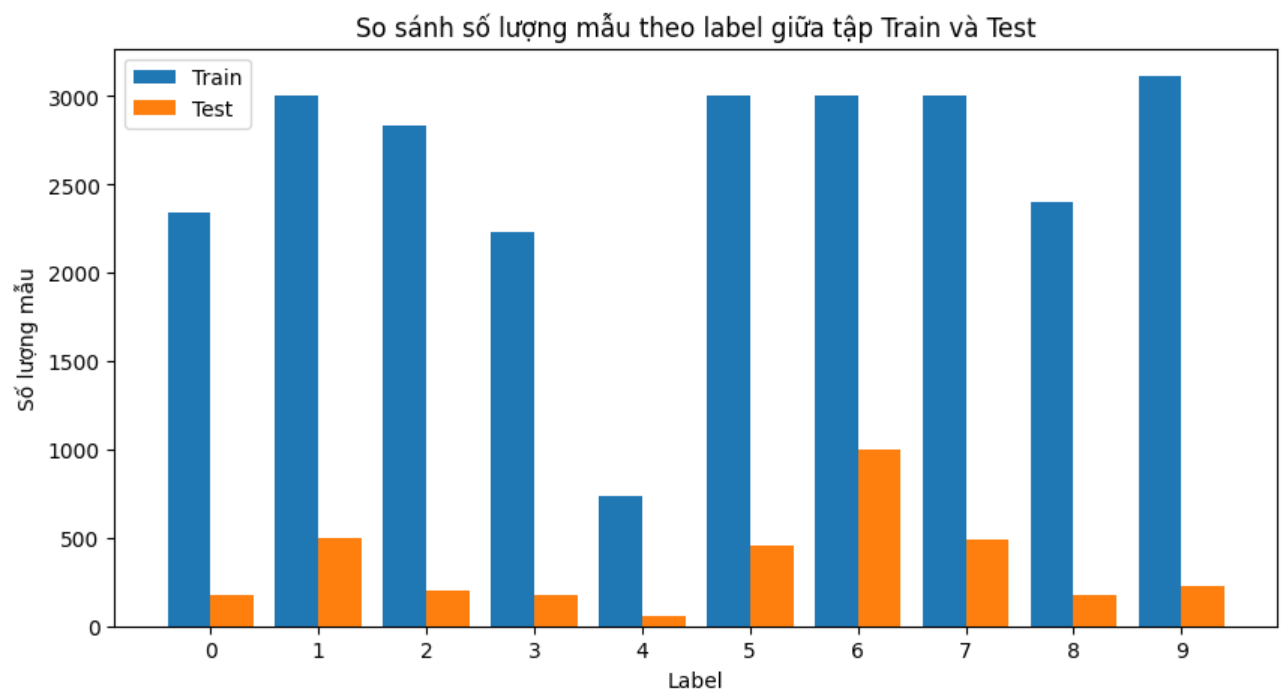 So sánh số lượng mẫu theo label giữa tập Train và Test
Train
Test
Số lượng mẫu
3000
2500
2000
1500
1000
500
0
0 1 2 3 4 5 6 7 8 9
Label